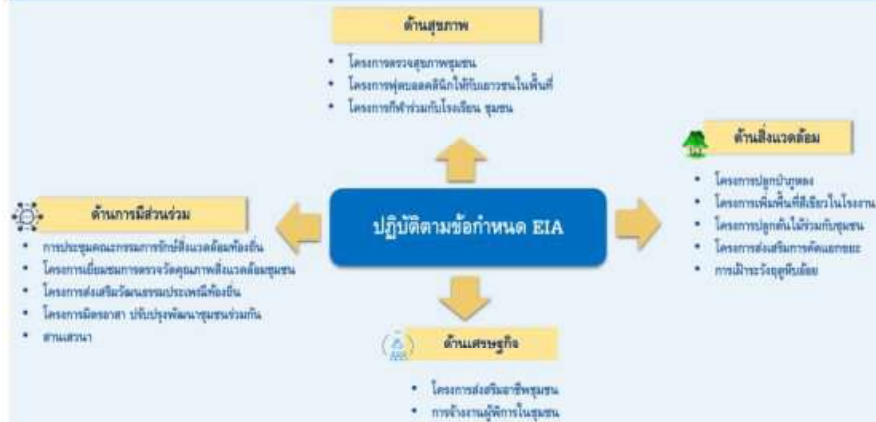 ด้านสุขภาพ
• โครงการตรวจสุขภาพชุมชน
• โครงการฟุตบอลคลินิกให้กับเยาวชนในพื้นที่
• โครงการกีฬาร่วมกับโรงเรียน ชุมชน
ด้านสิ่งแวดล้อม
• โครงการปลูกป่าภูหลง
• โครงการเพิ่มพื้นที่สีเขียวในโรงงาน
• โครงการปลูกต้นไม้ร่วมกับชุมชน
• โครงการส่งเสริมการคัดแยกขยะ
• การเฝ้าระวังฤดูหีบอ้อย
ปฏิบัติตามข้อกำหนด EIA
ด้านการมีส่วนร่วม
• การประชุมคณะกรรมการรักษ์สิ่งแวดล้อมท้องถิ่น
• โครงการเยี่ยมชมการตรวจวัดคุณภาพสิ่งแวดล้อมชุมชน
• โครงการส่งเสริมวัฒนธรรมประเพณีท้องถิ่น
• โครงการมิตรอาสา ปรับปรุงพัฒนาชุมชนร่วมกัน
• สานเสวนา
ด้านเศรษฐกิจ
• โครงการส่งเสริมอาชีพชุมชน
• การจ้างงานผู้พิการในชุมชน